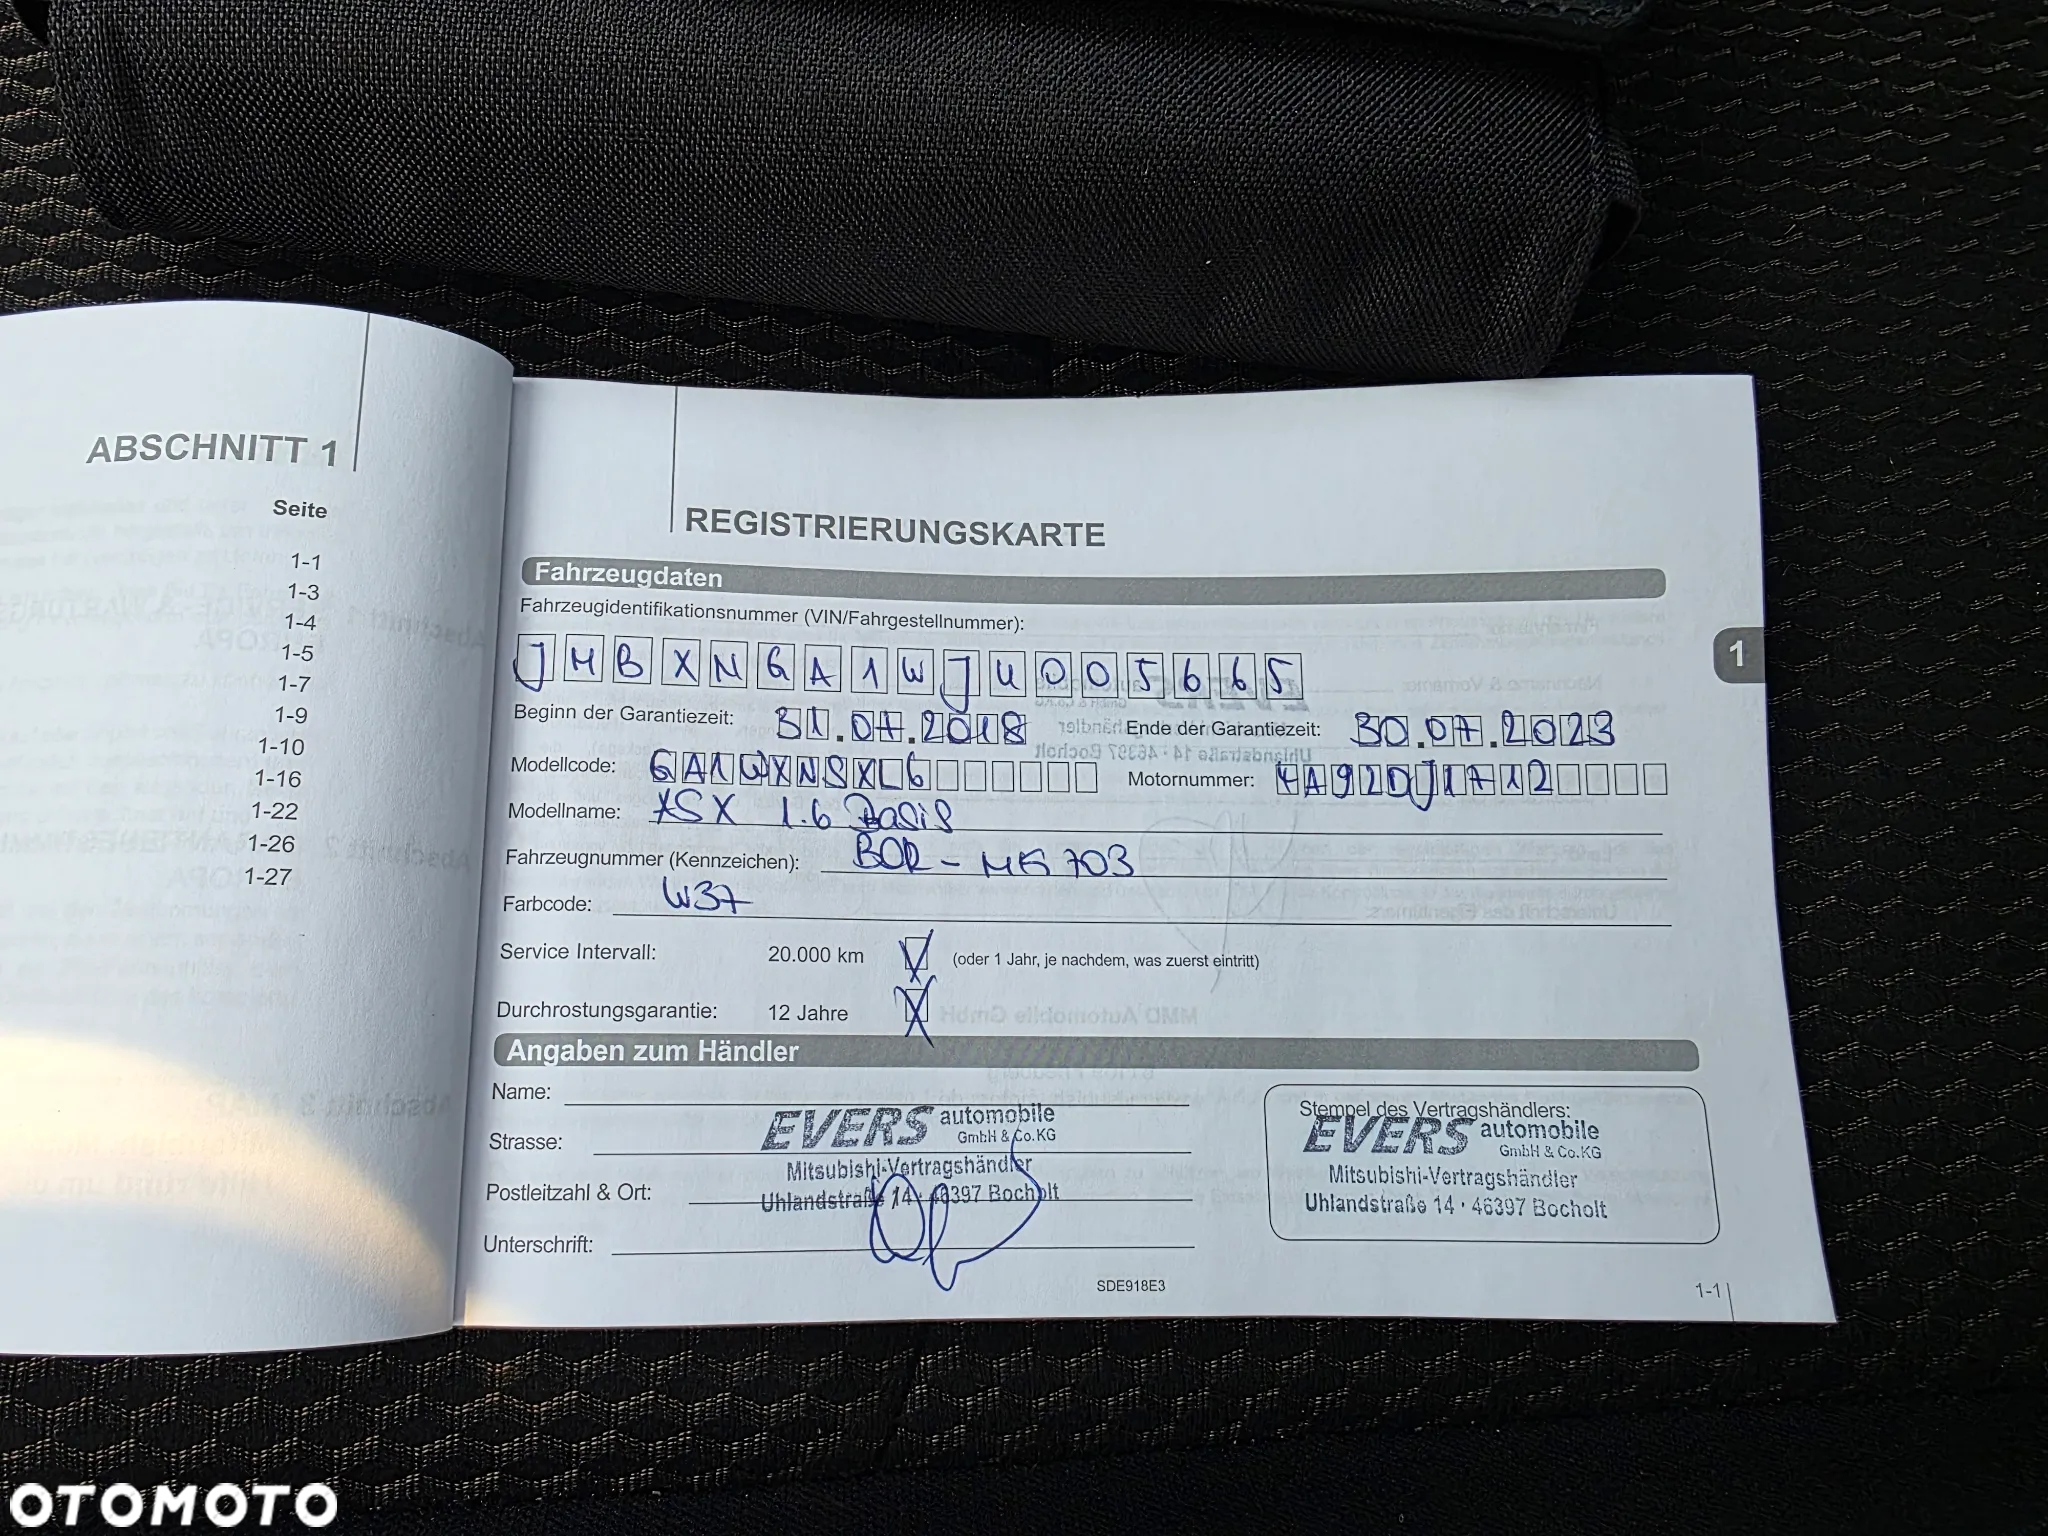 ABSCHNITT 1
Seite
1-1
1-3
1-4
1-5
1-7
1-9
1-10
1-16
1-22
1-26
1-27
REGISTRIERUNGSKARTE
Fahrzeugdaten
Fahrzeugidentifikationsnummer (VIN/Fahrgestellnummer):
JMBXNGA1WJU005665
1
Beginn der Garantiezeit: 31.07.2018 Ende der Garantiezeit: 30.07.2023
Modellcode: GA1WXNSXL6 Motornummer: 4A92DJ1712
Modellname: ASX 1.6 Basis
Fahrzeugnummer (Kennzeichen): BOR - MG 703
Farbcode: W37
Service Intervall: 20.000 km (oder 1 Jahr, je nachdem, was zuerst eintritt)
Durchrostungsgarantie: 12 Jahre
Angaben zum Händler
Name:
Strasse:
Postleitzahl & Ort:
Unterschrift:
EVERS automobile
GmbH & Co.KG
Mitsubishi-Vertragshändler
Uhlandstraße 14 · 46397 Bocholt
Stempel des Vertragshändlers:
EVERS automobile
GmbH & Co.KG
Mitsubishi-Vertragshändler
Uhlandstraße 14 · 46397 Bocholt
SDE918E3
1-1
OTOMOTO